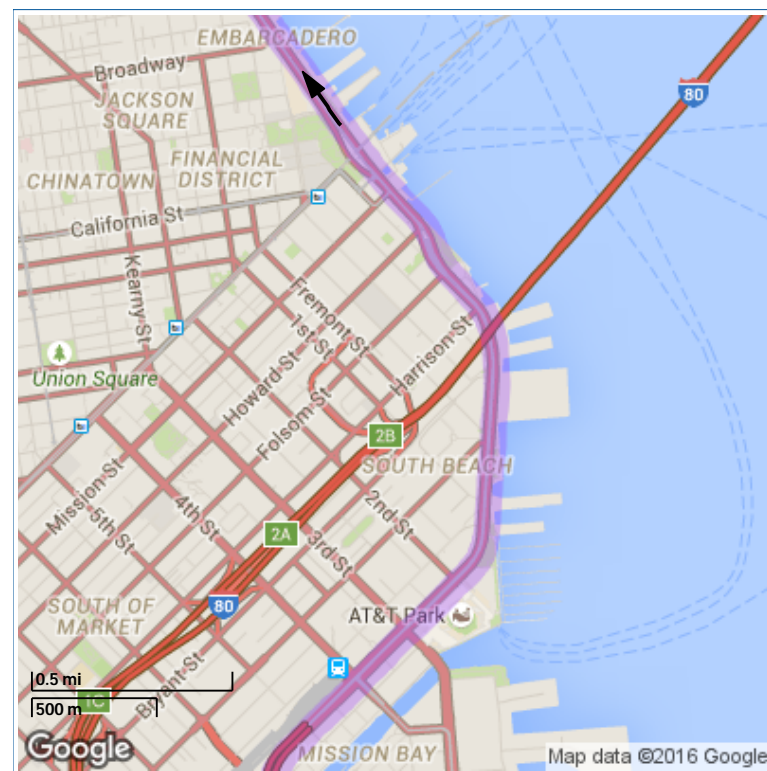 EMBARCADERO
Broadway
80
JACKSON
SQUARE
FINANCIAL
DISTRICT
CHINATOWN
California St
Kearny St
Fremont St
1st St
Harrison St
Union Square
Howard St
Folsom St
2B
SOUTH BEACH
Mission St
4th St
2nd St
5th St
2A
3rd St
80
SOUTH OF
MARKET
AT&T Park
0.5 mi
Bryant St
1C
500 m
Google
MISSION BAY
Map data ©2016 Google